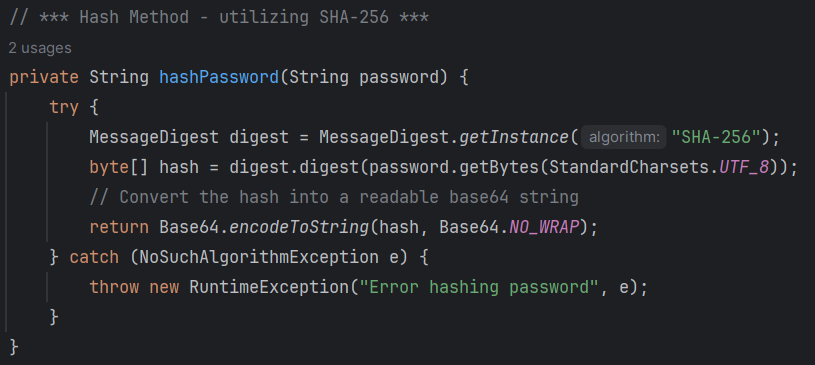 // *** Hash Method - utilizing SHA-256 ***
2 usages
private String hashPassword(String password) {
try {
MessageDigest digest = MessageDigest.getInstance( algorithm: "SHA-256");
byte[] hash = digest.digest(password.getBytes(StandardCharsets.UTF_8));
// Convert the hash into a readable base64 string
return Base64.encodeToString(hash, Base64.NO_WRAP);
} catch (NoSuchAlgorithmException e) {
throw new RuntimeException("Error hashing password", e);
}
}